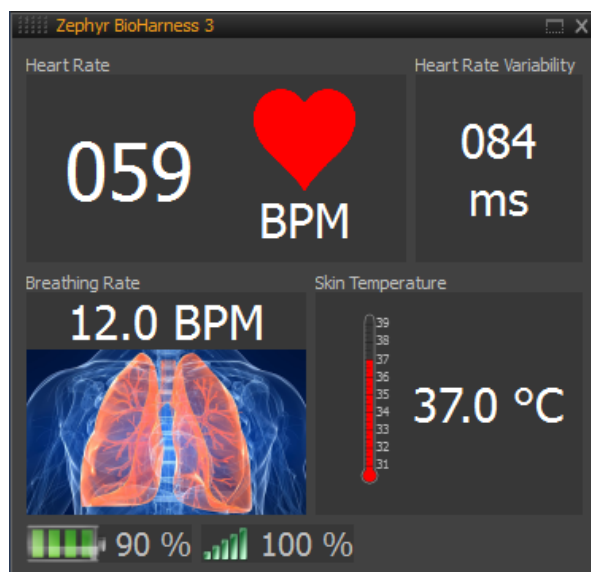 Zephyr BioHarness 3
Heart Rate
059
BPM
Heart Rate Variability
084
ms
Breathing Rate
12.0 BPM
Skin Temperature
39
38
37
36
35
34
33
32
31
37.0 °C
90 %
100 %